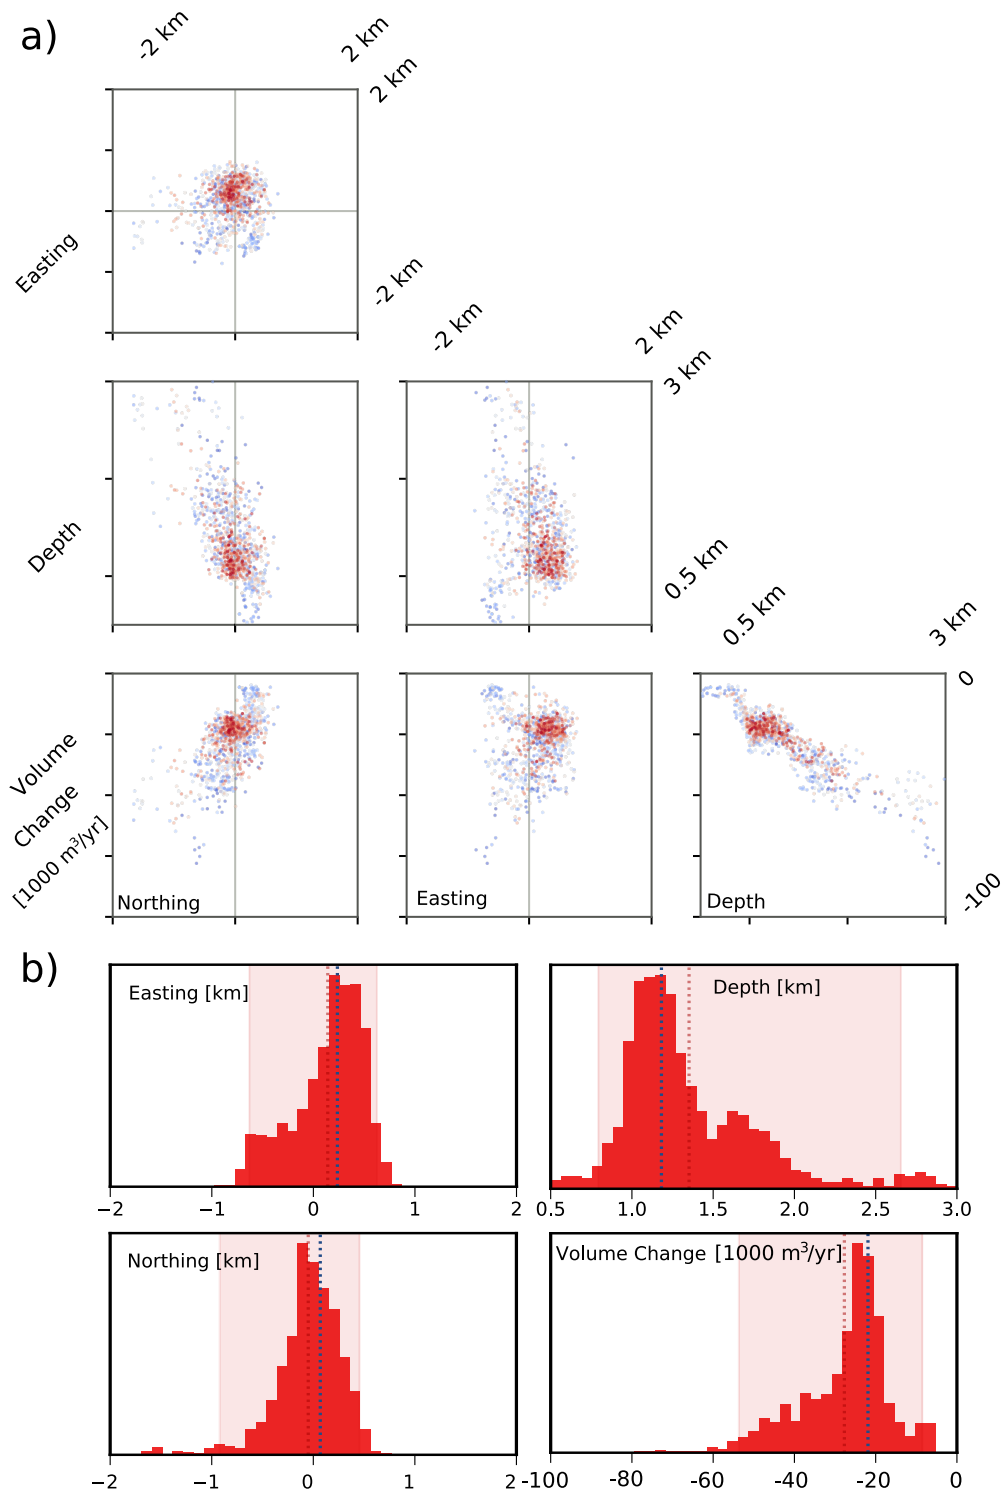 a)
-2 km
2 km
2 km
Easting
-2 km
-2 km
2 km
3 km
Depth
0.5 km
0.5 km
3 km
0
Volume
Change
[1000 m³/yr]
-100
Northing
Easting
Depth
b)
Easting [km]
Depth [km]
−2 −1 0 1 2
0.5 1.0 1.5 2.0 2.5 3.0
Northing [km]
Volume Change [1000 m³/yr]
−2 −1 0 1 2
-100 -80 -60 -40 -20 0